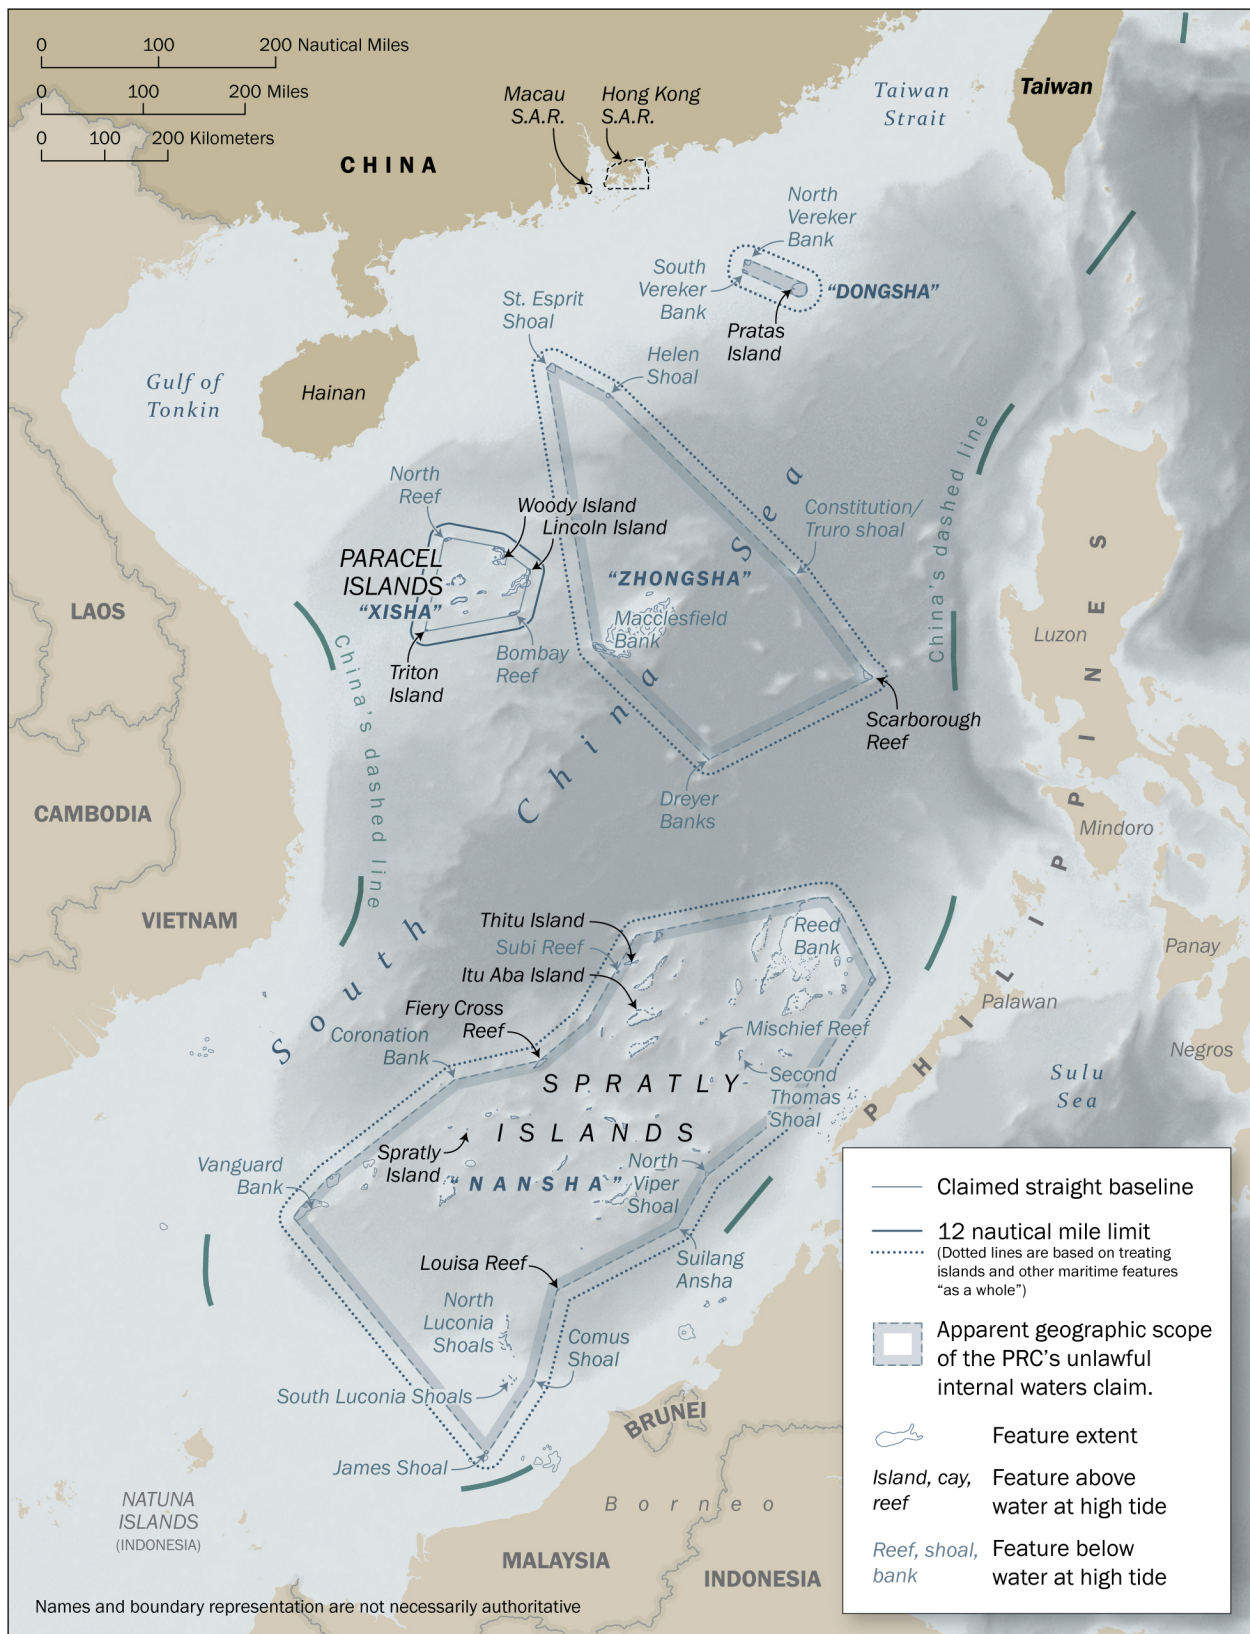 0 100 200 Nautical Miles
0 100 200 Miles
0 100 200 Kilometers
Taiwan
Strait
Taiwan
Macau
S.A.R.
Hong Kong
S.A.R.
CHINA
North
Vereker
Bank
South
Vereker
Bank
“DONGSHA”
Pratas
Island
St. Esprit
Shoal
Helen
Shoal
Gulf of
Tonkin
Hainan
China's dashed line
North
Reef
Woody Island
Lincoln Island
Constitution/
Truro shoal
PARACEL
ISLANDS
“XISHA”
“ZHONGSHA”
Macclesfield
Bank
Bombay
Reef
Triton
Island
LAOS
Luzon
PHILIPPINES
China's dashed line
Scarborough
Reef
South China Sea
Dreyer
Banks
CAMBODIA
Mindoro
VIETNAM
Thitu Island
Subi Reef
Itu Aba Island
Reed
Bank
Panay
Fiery Cross
Reef
Palawan
Coronation
Bank
Mischief Reef
Negros
SPRATLY
ISLANDS
Second
Thomas
Shoal
Sulu
Sea
Spratly
Island
“NANSHA”
Vanguard
Bank
North
Viper
Shoal
Suilang
Ansha
Louisa Reef
North
Luconia
Shoals
Comus
Shoal
South Luconia Shoals
James Shoal
BRUNEI
NATUNA
ISLANDS
(INDONESIA)
Borneo
MALAYSIA
INDONESIA
Claimed straight baseline
12 nautical mile limit
(Dotted lines are based on treating
islands and other maritime features
“as a whole”)
Apparent geographic scope
of the PRC's unlawful
internal waters claim.
Feature extent
Island, cay,
reef
Feature above
water at high tide
Reef, shoal,
bank
Feature below
water at high tide
Names and boundary representation are not necessarily authoritative